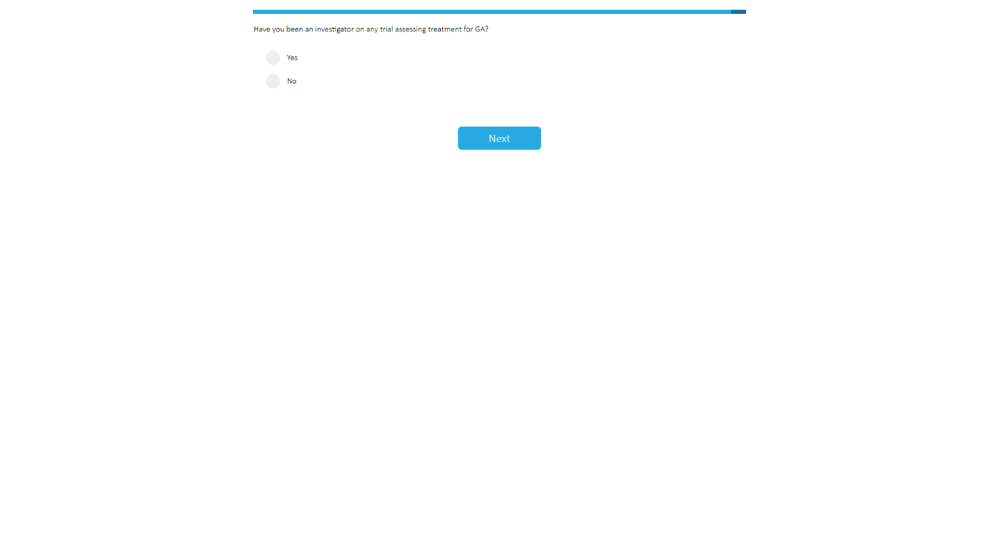 Have you been an investigator on any trial assessing treatment for GA?
Yes
No
Next